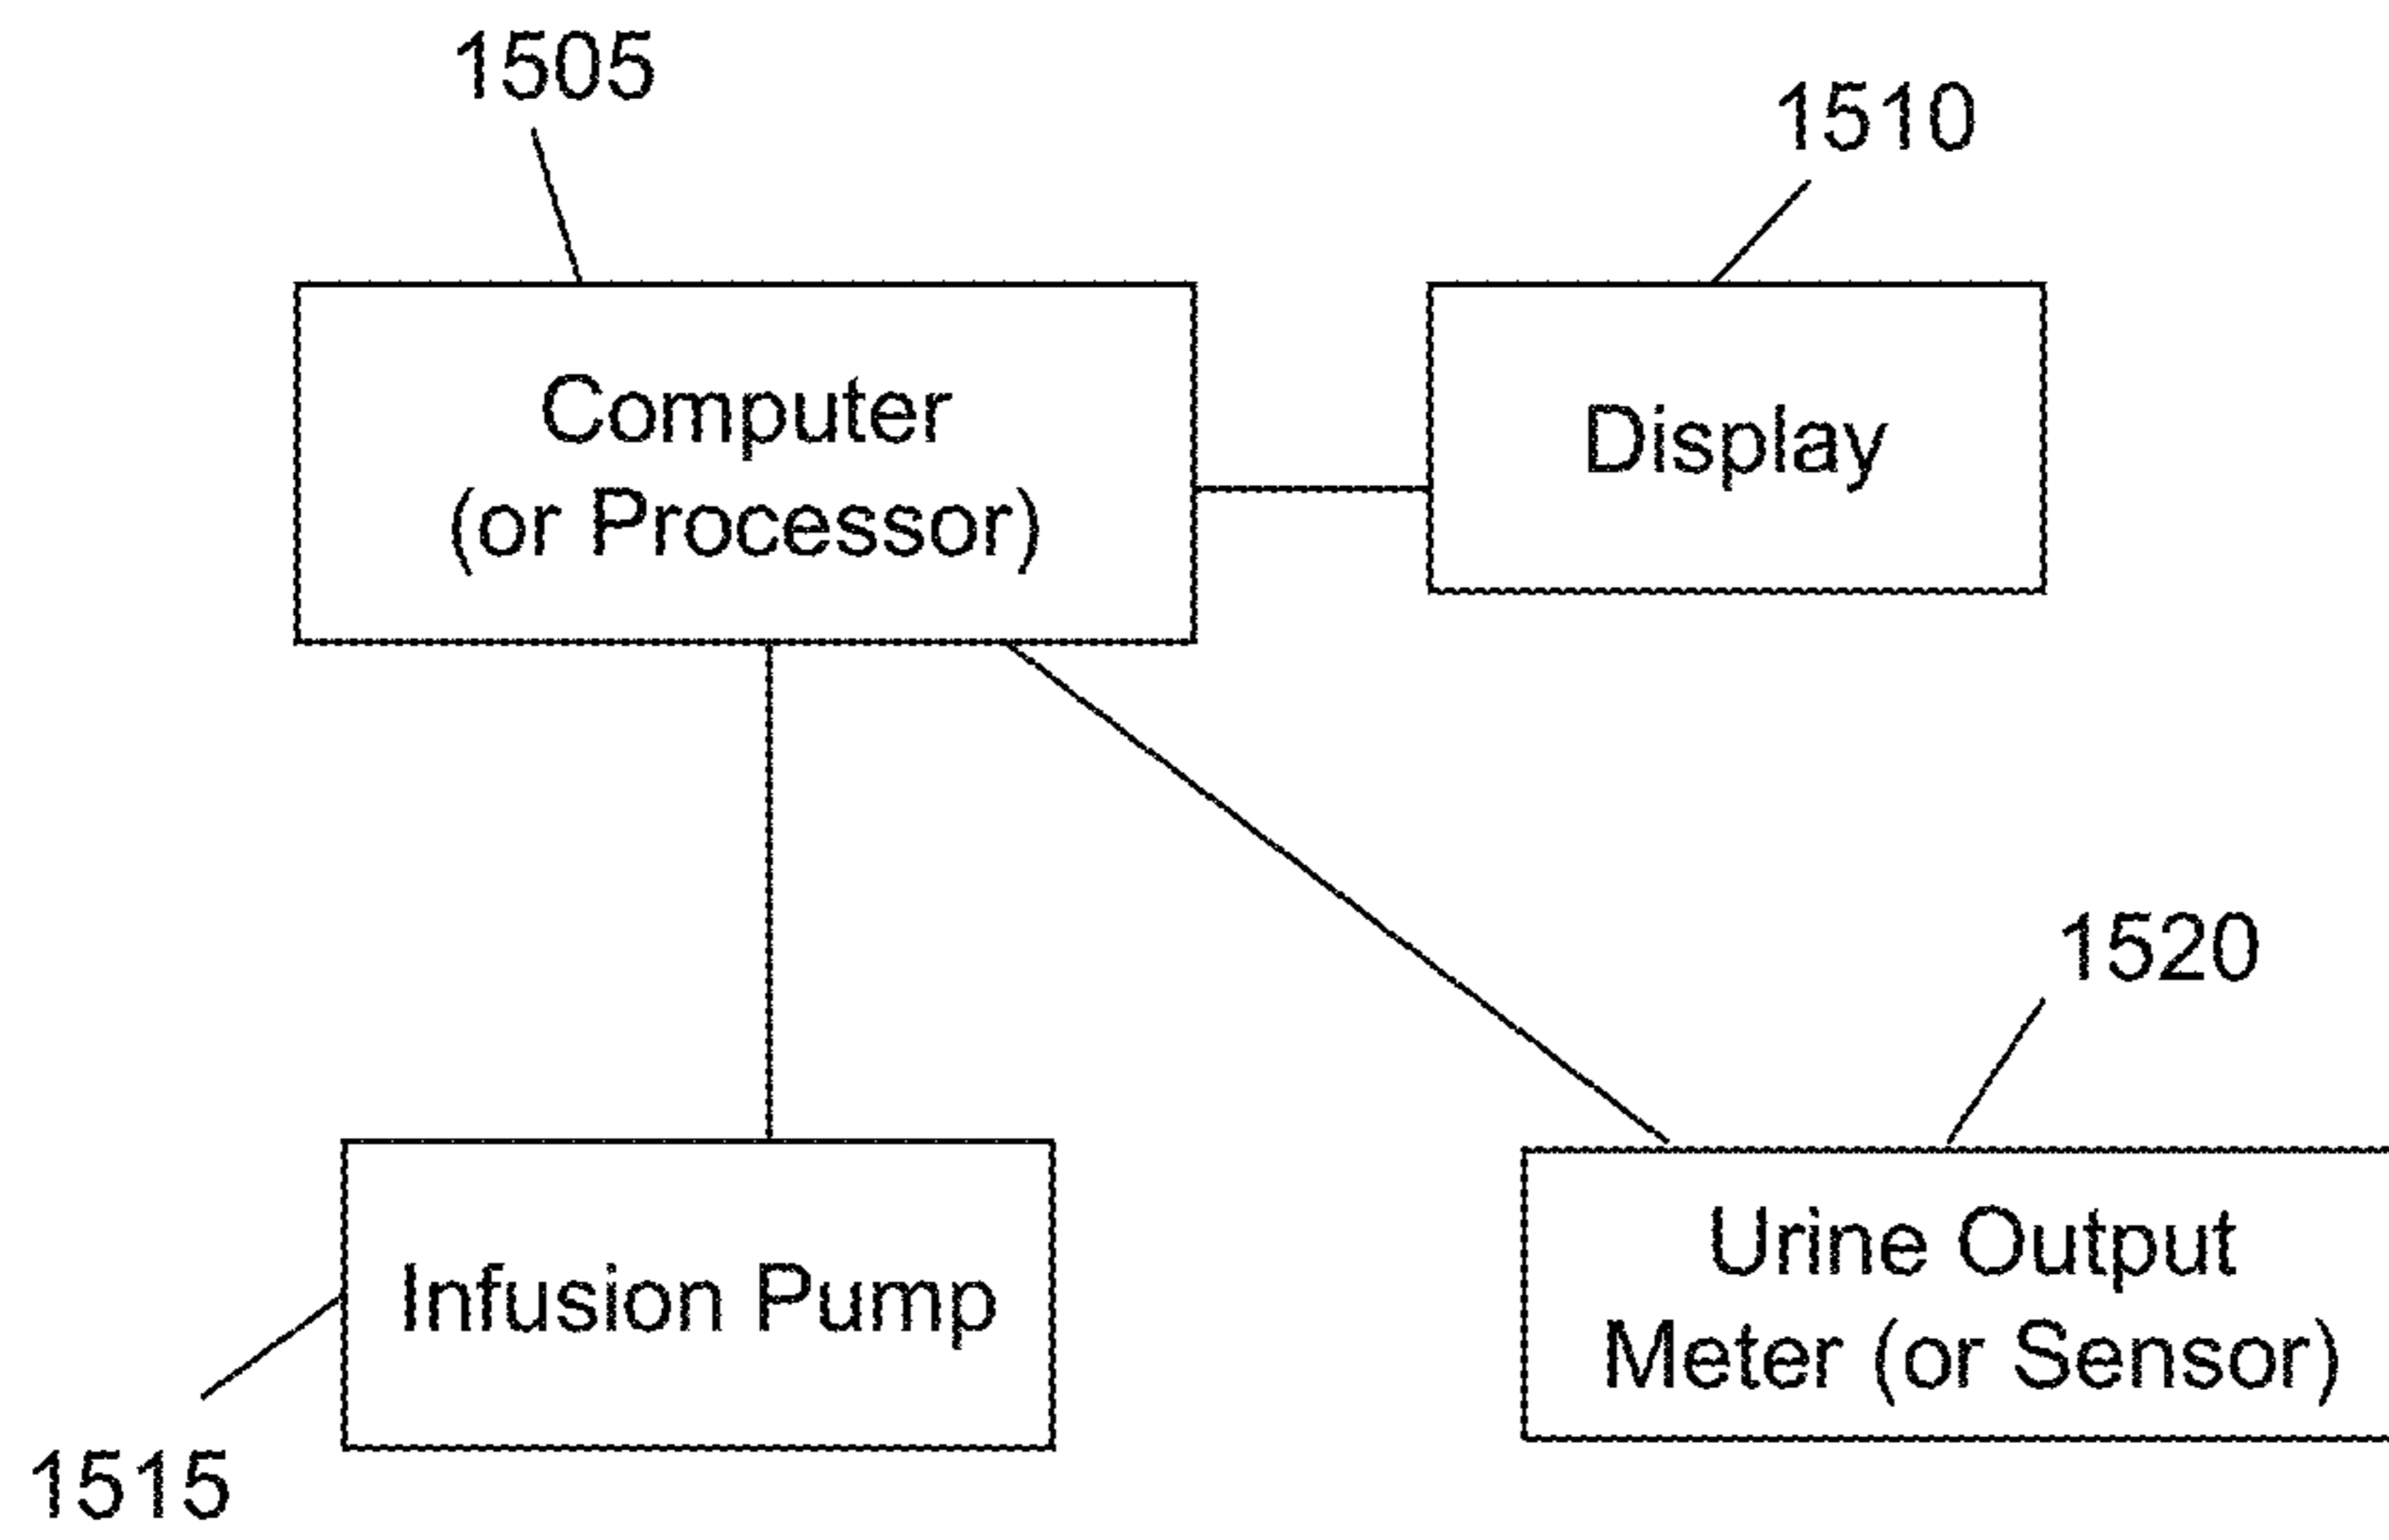 1505
1510
Computer
(or Processor)
Display
1520
Infusion Pump
Urine Output
Meter (or Sensor)
1515